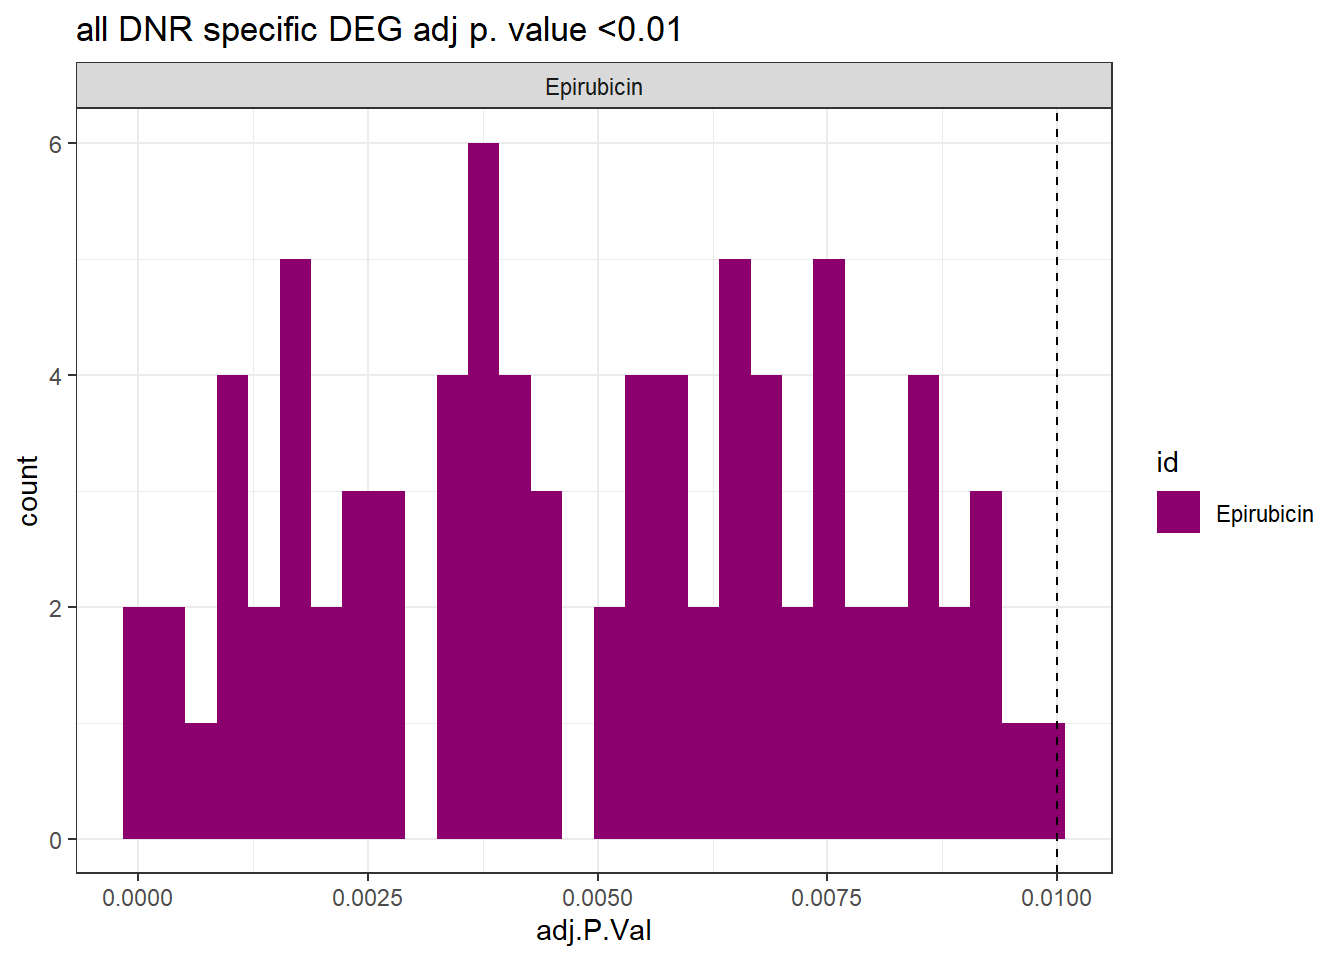 all DNR specific DEG adj p. value <0.01
Epirubicin
6
4
2
0
count
0.0000 0.0025 0.0050 0.0075 0.0100
adj.P.Val
id
Epirubicin